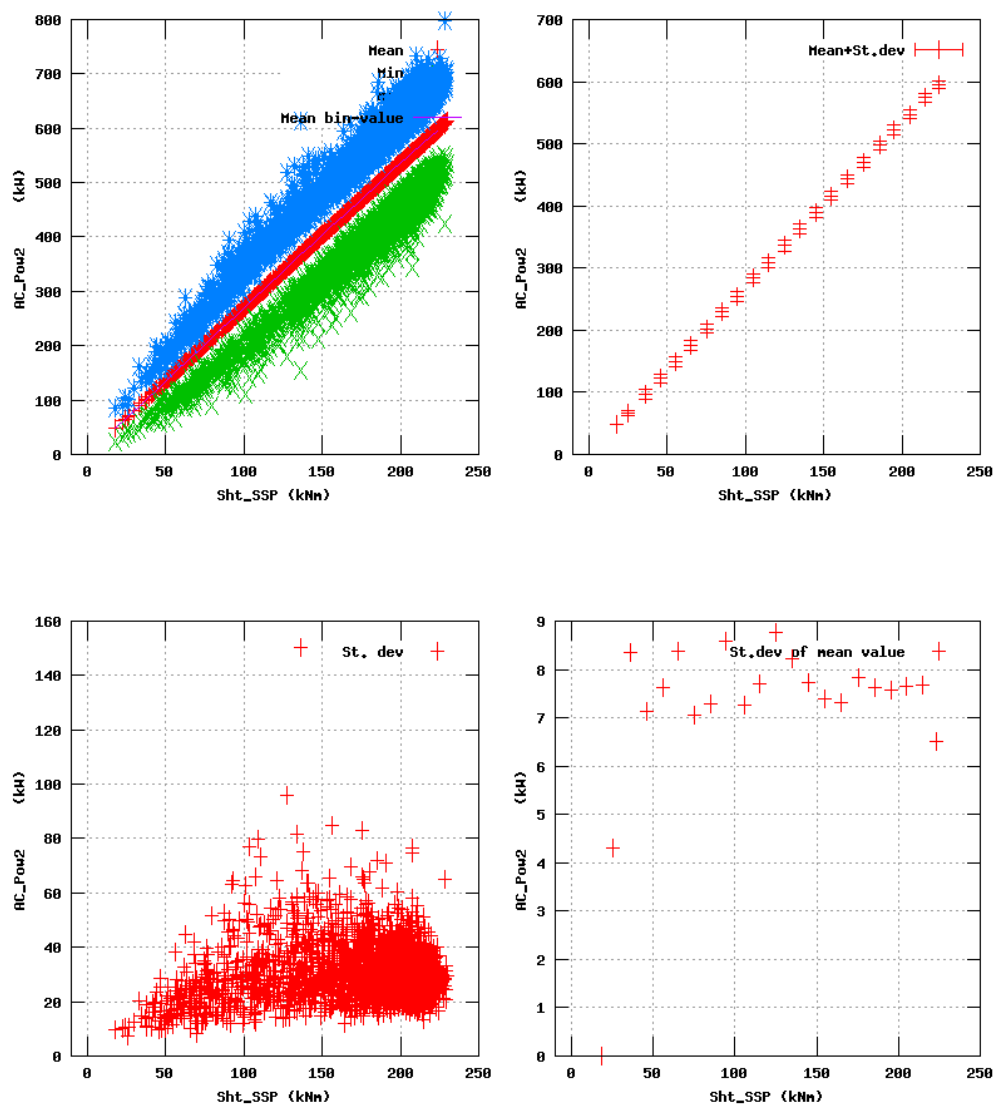 800
700
600
500
400
300
200
100
0
AC_Pow2 (kW)
Mean
Min
Mean bin-value
0 50 100 150 200 250
Sht_SSP (kNm)
700
600
500
400
300
200
100
0
AC_Pow2 (kW)
Mean+St.dev
0 50 100 150 200 250
Sht_SSP (kNm)
160
140
120
100
80
60
40
20
0
AC_Pow2 (kW)
St. dev
0 50 100 150 200 250
Sht_SSP (kNm)
9
8
7
6
5
4
3
2
1
0
AC_Pow2 (kW)
St.dev of mean value
0 50 100 150 200 250
Sht_SSP (kNm)